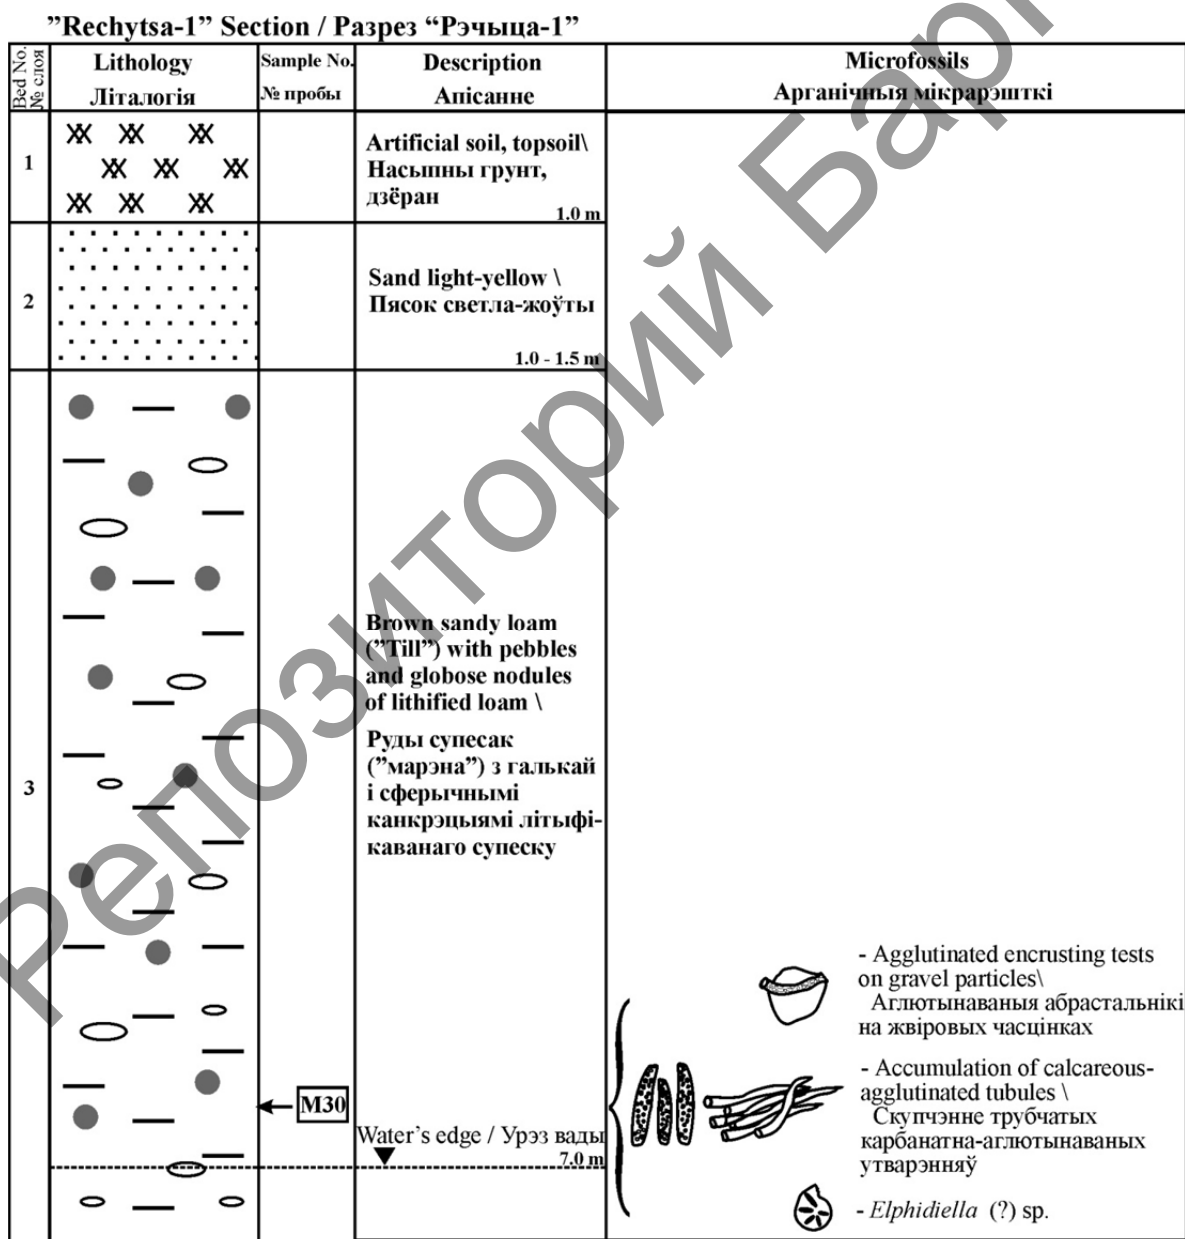 ”Rechytsa-1” Section / Разрез “Рэчыца-1”
Bed No.
№ слоя
Lithology
Літалогія
Sample No.
№ пробы
Description
Апісанне
Microfossils
Арганічныя мікрарэшткі
1
Artificial soil, topsoil\
Насыпны грунт,
дзёран
1.0 m
2
Sand light-yellow \
Пясок светла-жоўты
1.0 - 1.5 m
3
Brown sandy loam
(”Till”) with pebbles
and globose nodules
of lithified loam \
Руды супесак
(”марэна”) з галькай
і сферычнымі
канкрэцыямі літыфі-
каванаго супеску
M30
Water’s edge / Урэз вады
7.0 m
- Agglutinated encrusting tests
on gravel particles\
Аглютынаваныя абрастальнікі
на жвіровых часцінках
- Accumulation of calcareous-
agglutinated tubules \
Скупчэнне трубчатых
карбанатна-аглютынаваных
утварэнняў
- Elphidiella (?) sp.
Репозиторий